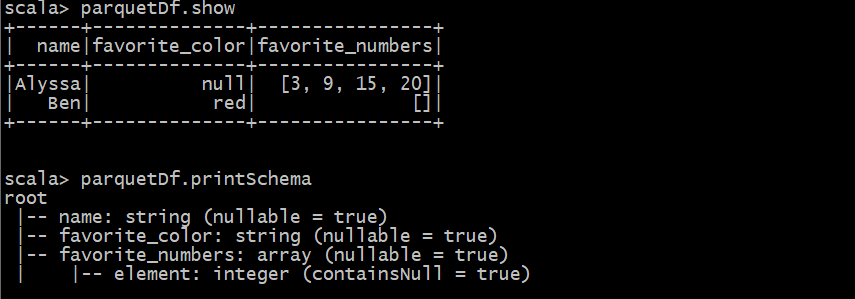 scala> parquetDf.show
+------+--------------+----------------+
|  name|favorite_color|favorite_numbers|
+------+--------------+----------------+
|Alyssa|          null|  [3, 9, 15, 20]|
|   Ben|           red|              []|
+------+--------------+----------------+
scala> parquetDf.printSchema
root
 |-- name: string (nullable = true)
 |-- favorite_color: string (nullable = true)
 |-- favorite_numbers: array (nullable = true)
 |    |-- element: integer (containsNull = true)